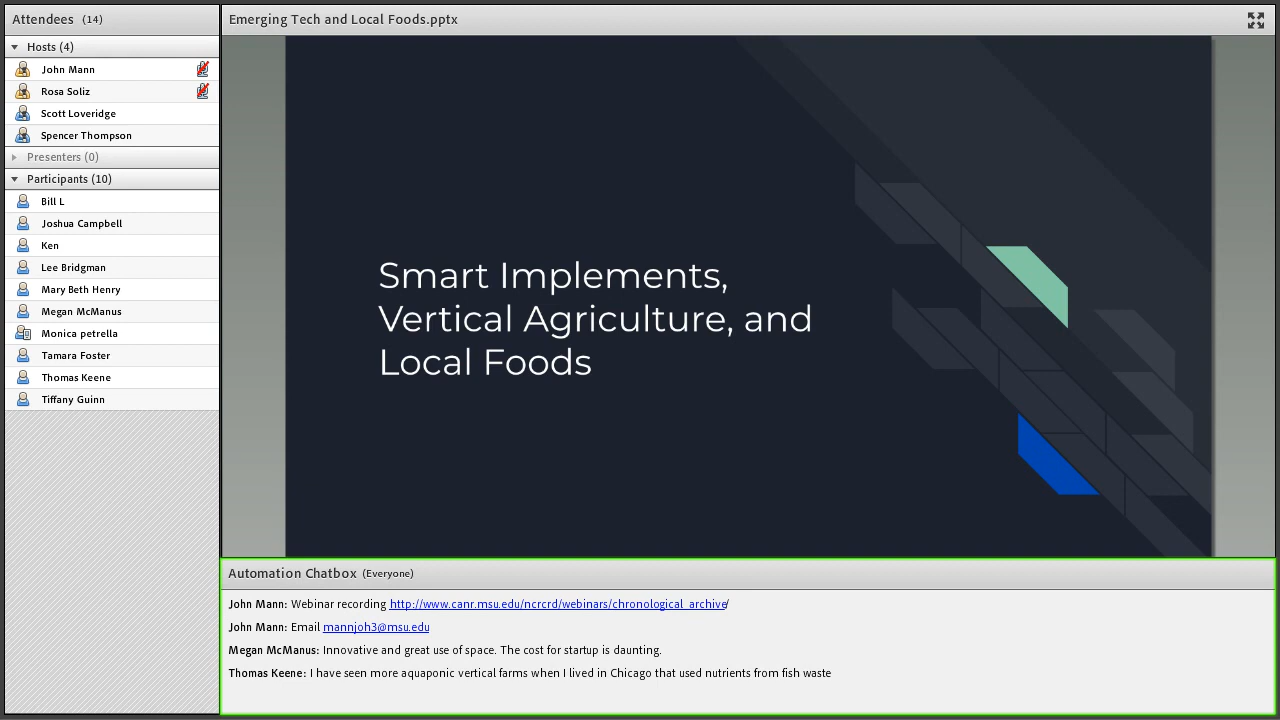 Attendees (14)
Hosts (4)
John Mann
Rosa Soliz
Scott Loveridge
Spencer Thompson
Presenters (0)
Participants (10)
Bill L
Joshua Campbell
Ken
Lee Bridgman
Mary Beth Henry
Megan McManus
Monica petrella
Tamara Foster
Thomas Keene
Tiffany Guinn
Emerging Tech and Local Foods.pptx
Smart Implements,
Vertical Agriculture, and
Local Foods
Automation Chatbox (Everyone)
John Mann: Webinar recording http://www.canr.msu.edu/ncrcrd/webinars/chronological_archive/
John Mann: Email mannjoh3@msu.edu
Megan McManus: Innovative and great use of space. The cost for startup is daunting.
Thomas Keene: I have seen more aquaponic vertical farms when I lived in Chicago that used nutrients from fish waste